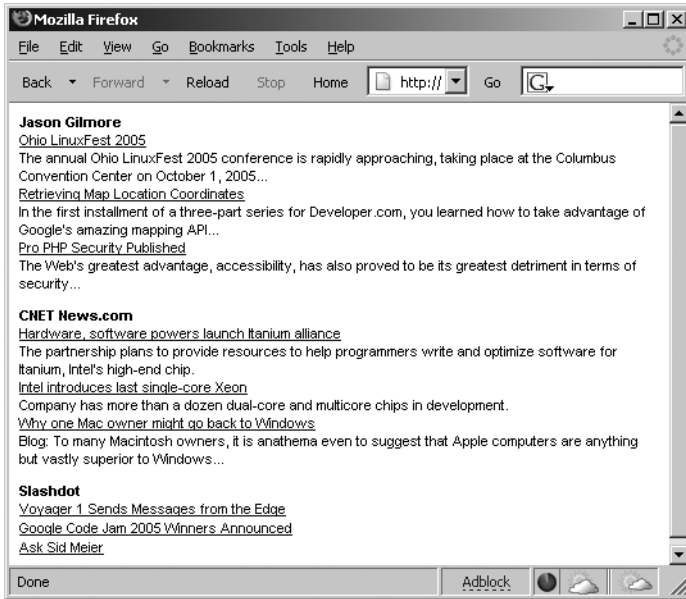 Mozilla Firefox
File Edit View Go Bookmarks Tools Help
Back Forward Reload Stop Home http:// Go G
Jason Gilmore
Ohio LinuxFest 2005
The annual Ohio LinuxFest 2005 conference is rapidly approaching, taking place at the Columbus
Convention Center on October 1, 2005...
Retrieving Map Location Coordinates
In the first installment of a three-part series for Developer.com, you learned how to take advantage of
Google's amazing mapping API...
Pro PHP Security Published
The Web's greatest advantage, accessibility, has also proved to be its greatest detriment in terms of
security...
CNET News.com
Hardware, software powers launch Itanium alliance
The partnership plans to provide resources to help programmers write and optimize software for
Itanium, Intel's high-end chip.
Intel introduces last single-core Xeon
Company has more than a dozen dual-core and multicore chips in development.
Why one Mac owner might go back to Windows
Blog: To many Macintosh owners, it is anathema even to suggest that Apple computers are anything
but vastly superior to Windows...
Slashdot
Voyager 1 Sends Messages from the Edge
Google Code Jam 2005 Winners Announced
Ask Sid Meier
Done Adblock